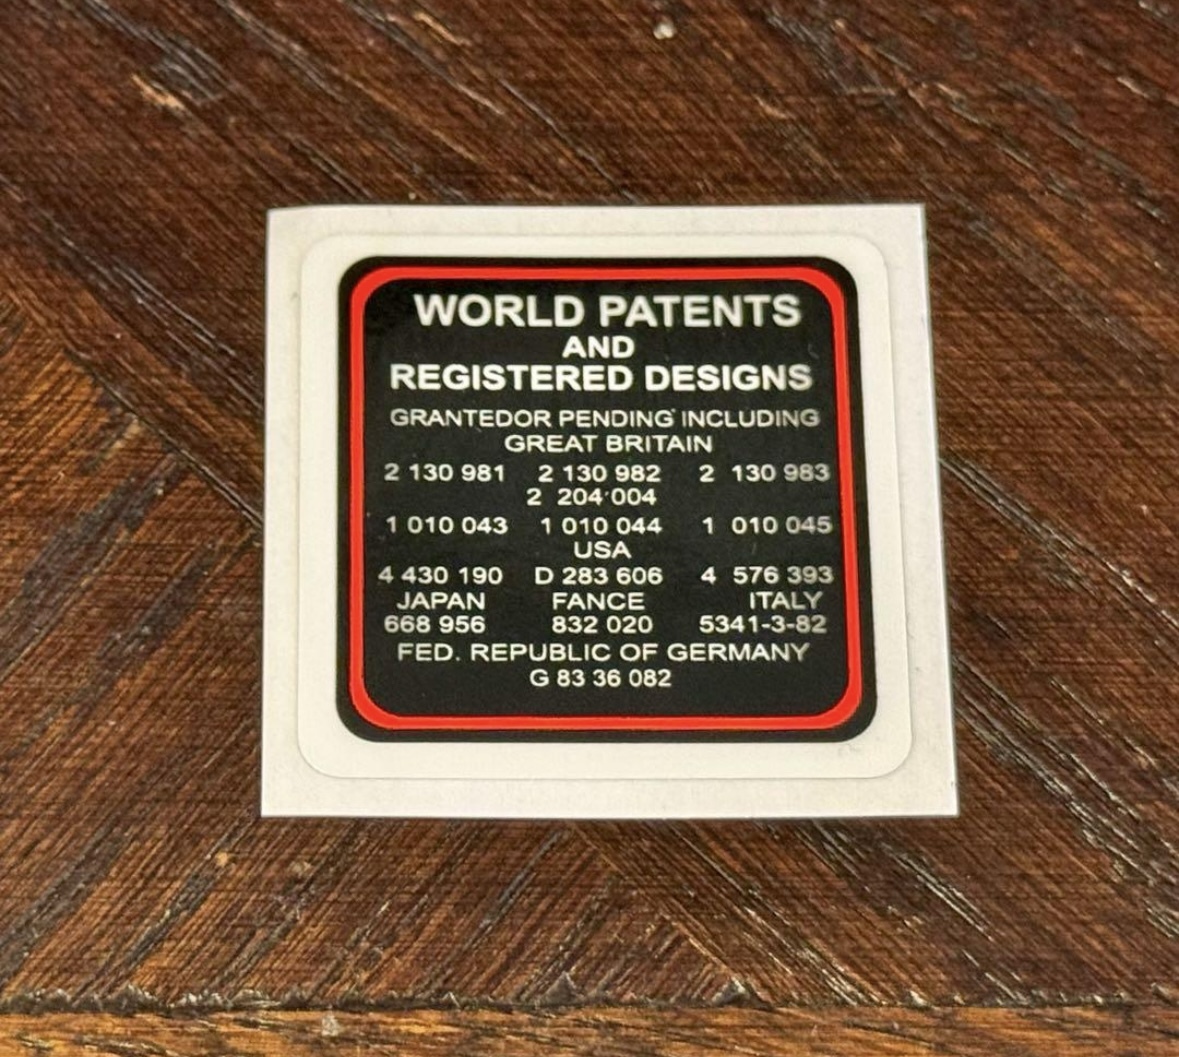 WORLD PATENTS
AND
REGISTERED DESIGNS
GRANTEDOR PENDING INCLUDING
GREAT BRITAIN
2 130 981 2 130 982 2 130 983
2 204 004
1 010 043 1 010 044 1 010 045
USA
4 430 190 D 283 606 4 576 393
JAPAN FANCE ITALY
668 956 832 020 5341-3-82
FED. REPUBLIC OF GERMANY
G 83 36 082